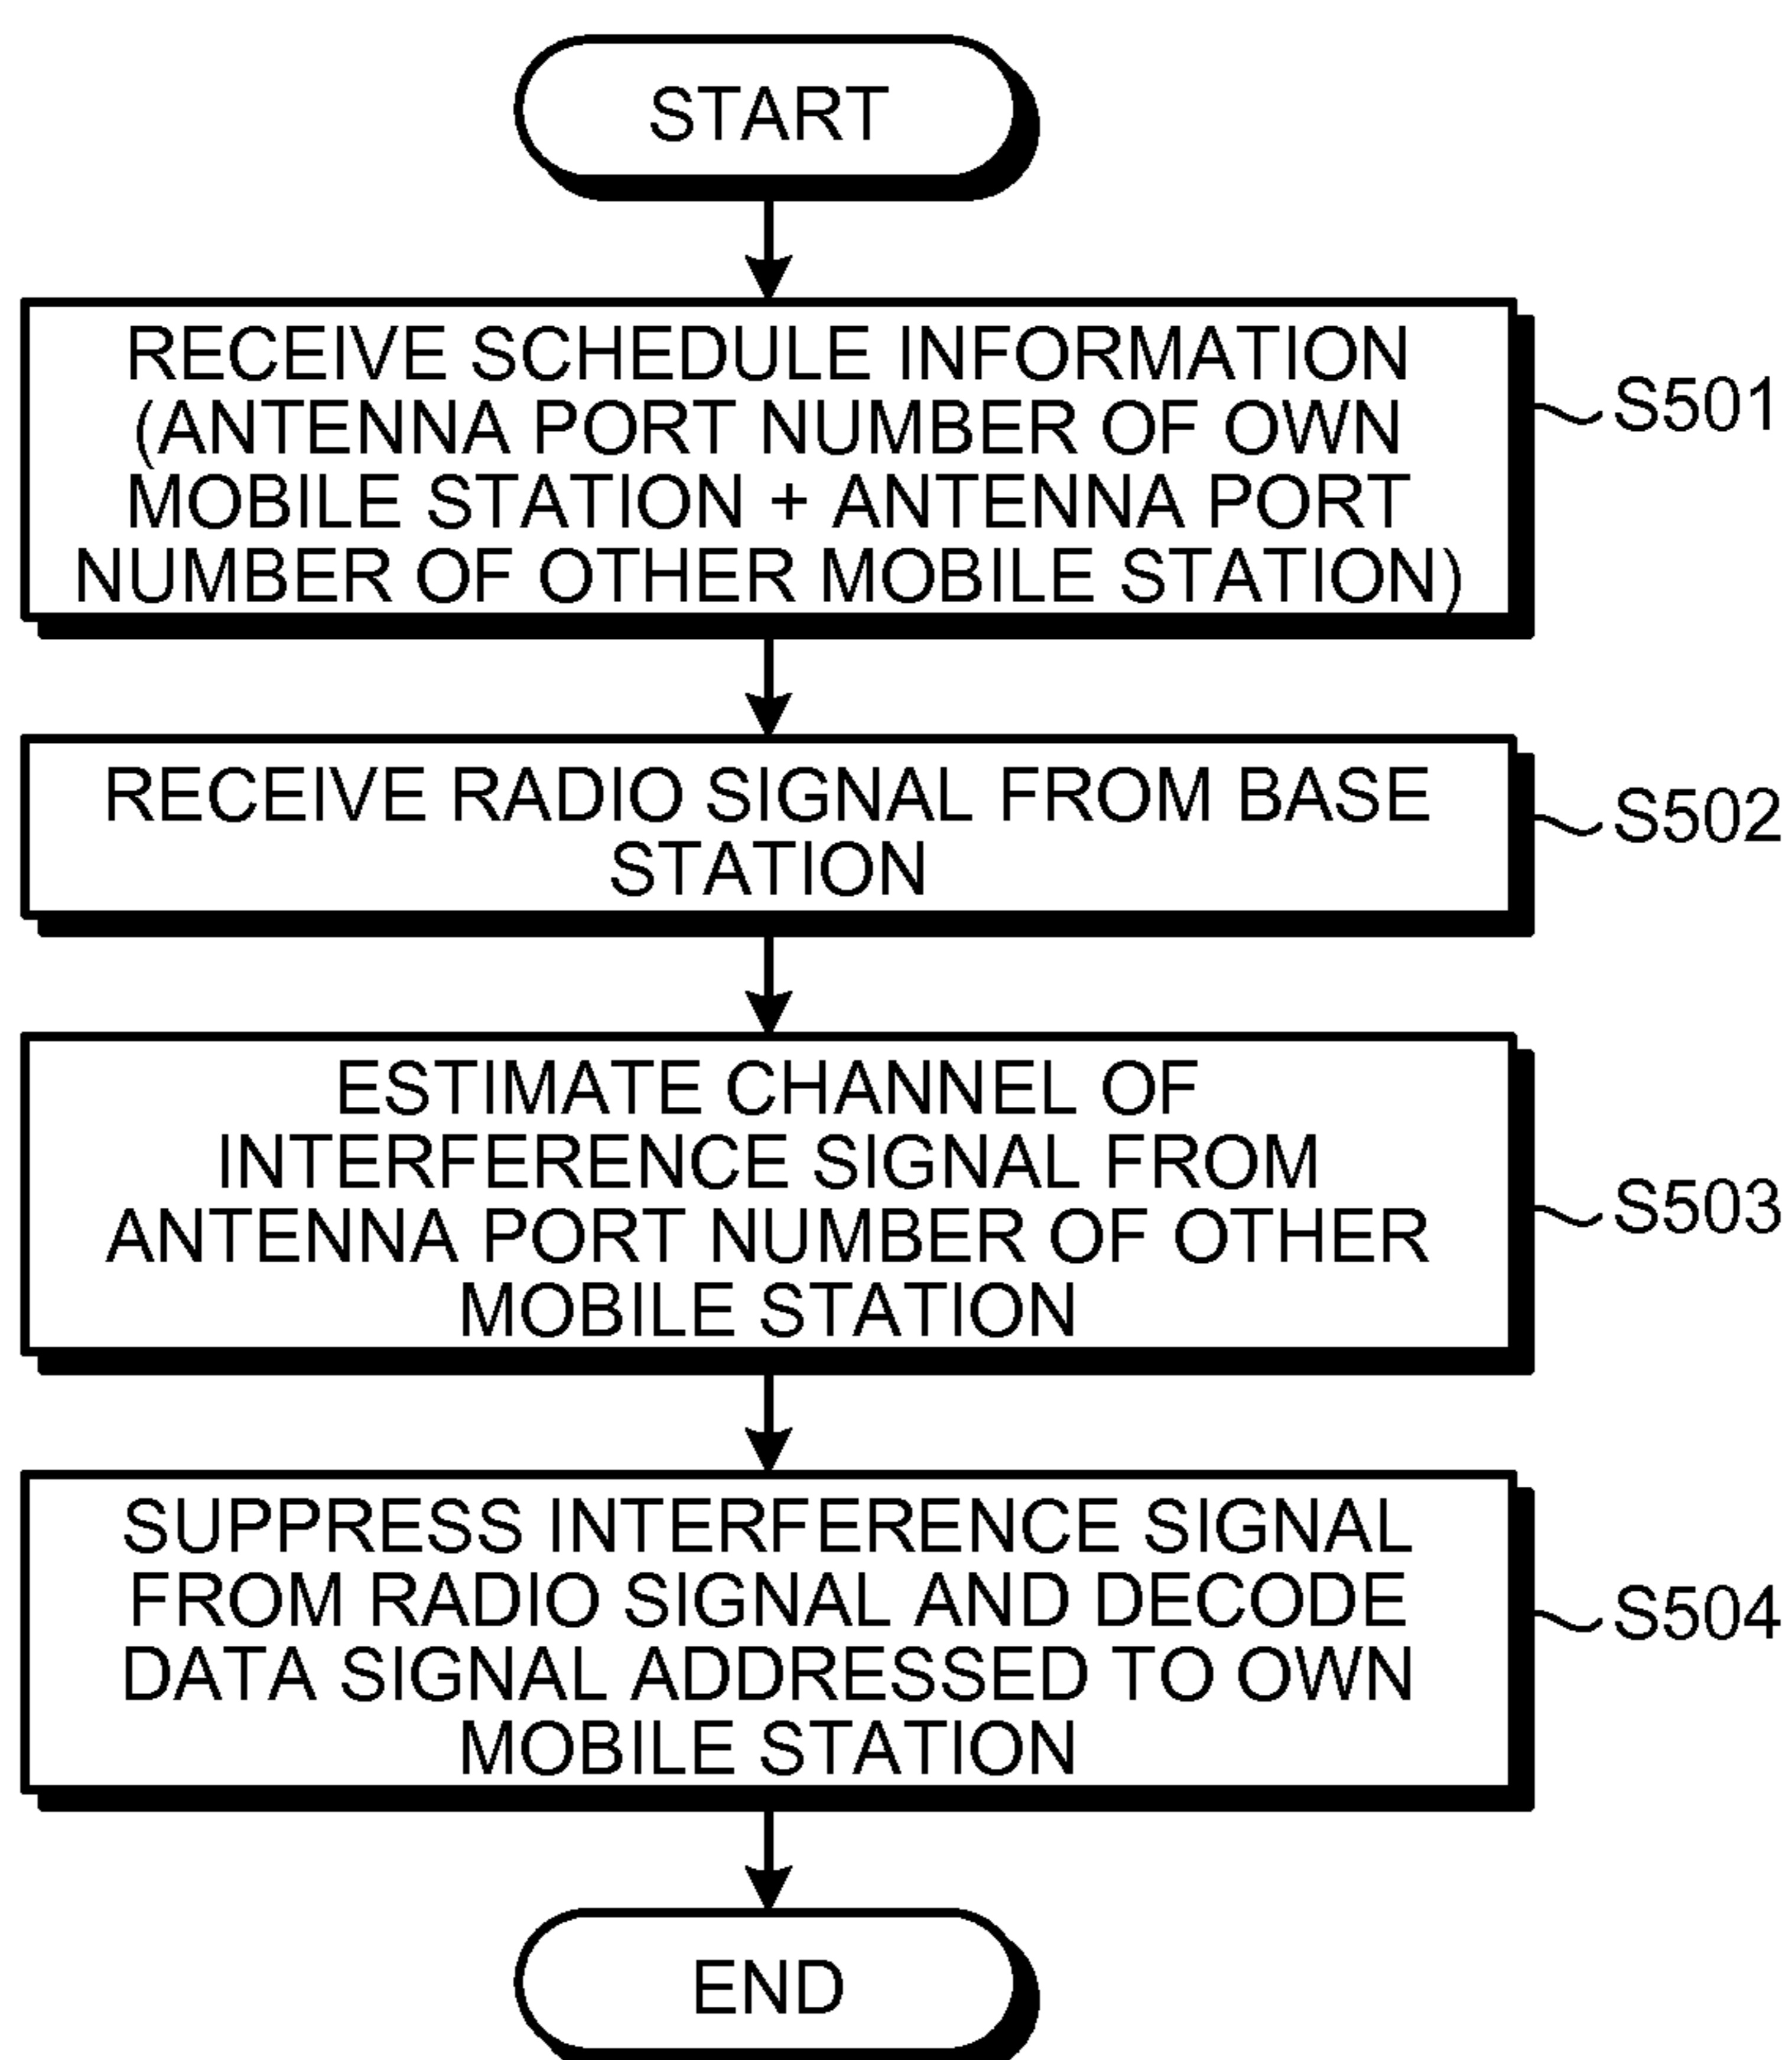 START
RECEIVE SCHEDULE INFORMATION
(ANTENNA PORT NUMBER OF OWN
MOBILE STATION + ANTENNA PORT
NUMBER OF OTHER MOBILE STATION)
S501
RECEIVE RADIO SIGNAL FROM BASE
STATION
S502
ESTIMATE CHANNEL OF
INTERFERENCE SIGNAL FROM
ANTENNA PORT NUMBER OF OTHER
MOBILE STATION
S503
SUPPRESS INTERFERENCE SIGNAL
FROM RADIO SIGNAL AND DECODE
DATA SIGNAL ADDRESSED TO OWN
MOBILE STATION
S504
END